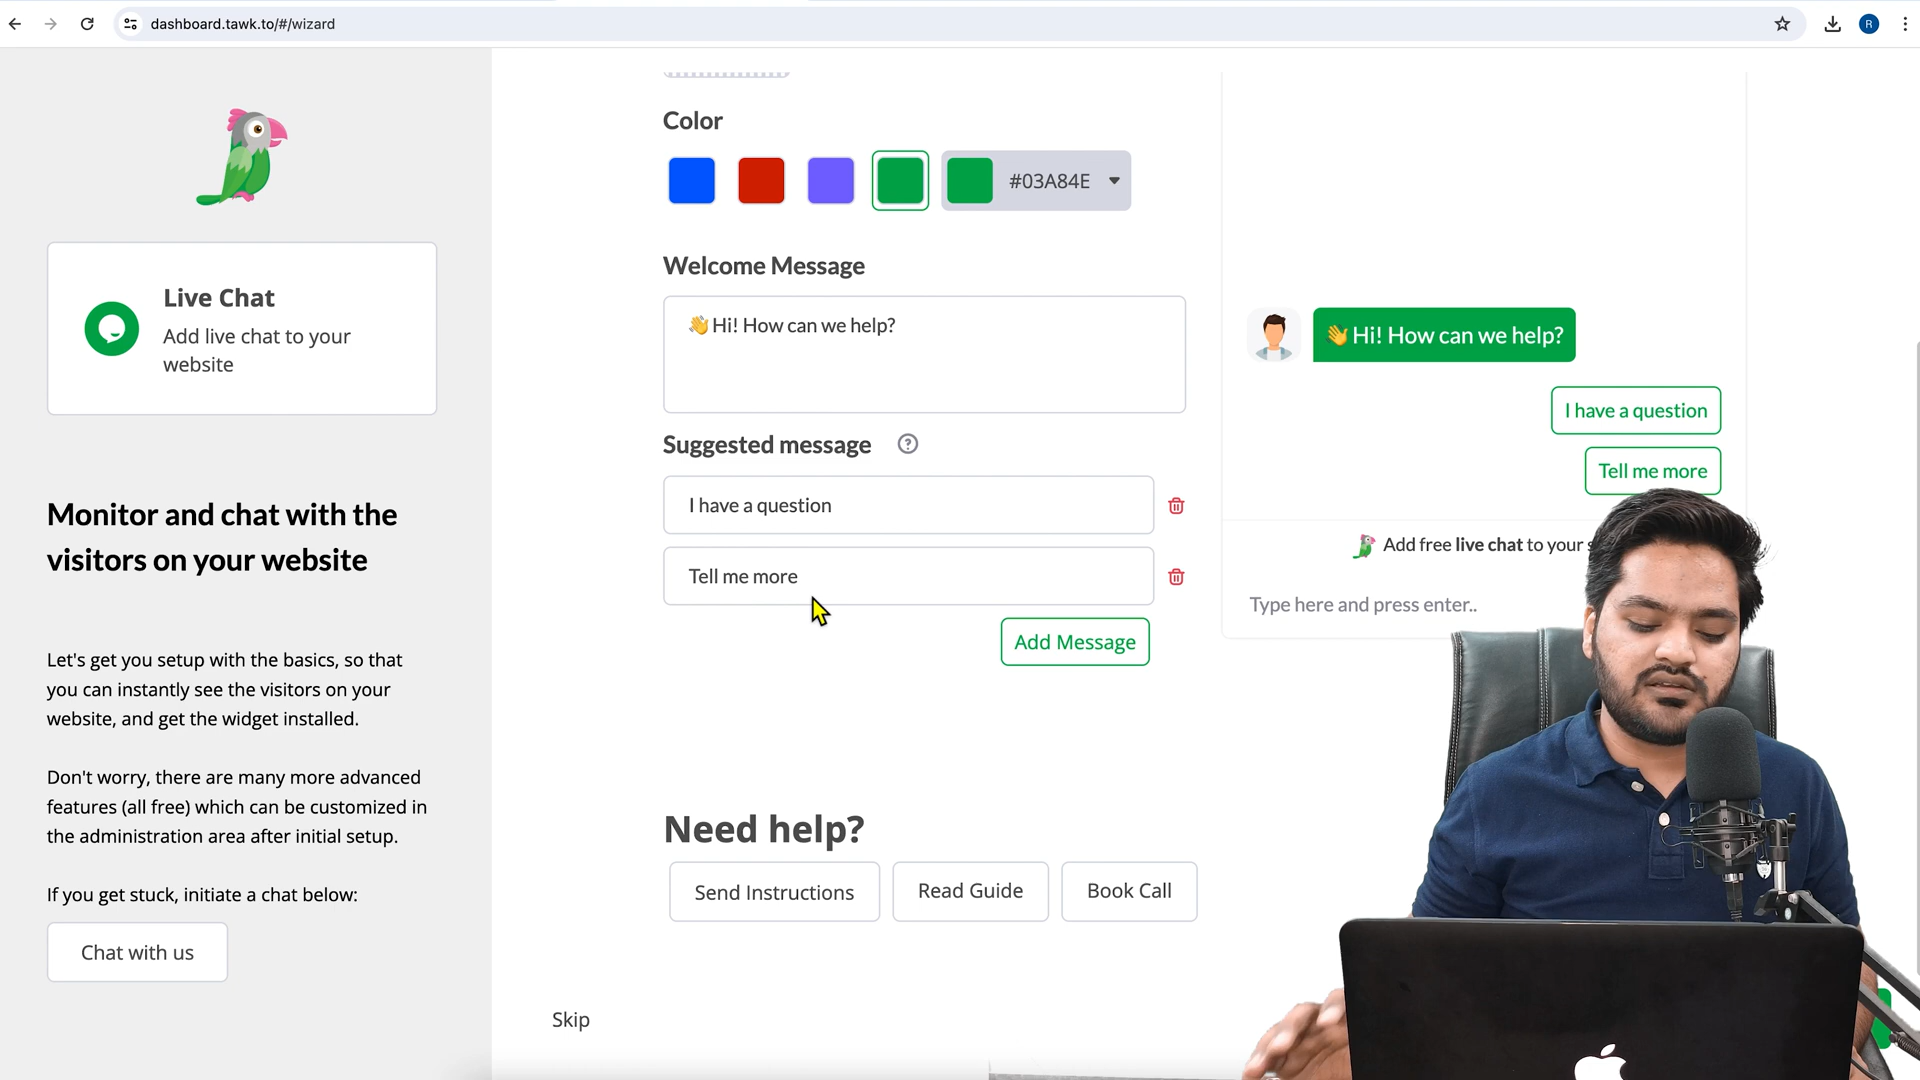 dashboard.tawk.to/#/wizard
R
Live Chat
Add live chat to your
website
Monitor and chat with the
visitors on your website
Let's get you setup with the basics, so that
you can instantly see the visitors on your
website, and get the widget installed.
Don't worry, there are many more advanced
features (all free) which can be customized in
the administration area after initial setup.
If you get stuck, initiate a chat below:
Chat with us
Color
#03A84E
Welcome Message
👋Hi! How can we help?
Suggested message ?
I have a question
Tell me more
Add Message
Need help?
Send Instructions
Read Guide
Book Call
Skip
👋Hi! How can we help?
I have a question
Tell me more
Add free live chat to your
Type here and press enter..